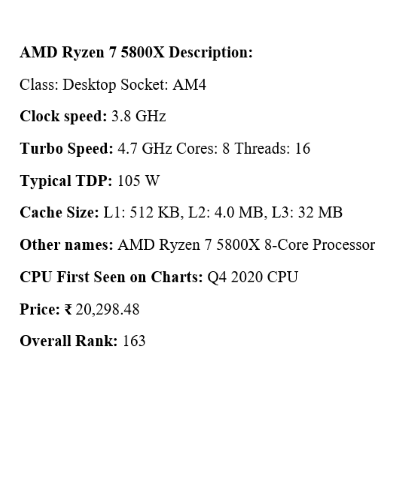 AMD Ryzen 7 5800X Description:
Class: Desktop Socket: AM4
Clock speed: 3.8 GHz
Turbo Speed: 4.7 GHz Cores: 8 Threads: 16
Typical TDP: 105 W
Cache Size: L1: 512 KB, L2: 4.0 MB, L3: 32 MB
Other names: AMD Ryzen 7 5800X 8-Core Processor
CPU First Seen on Charts: Q4 2020 CPU
Price: ₹ 20,298.48
Overall Rank: 163